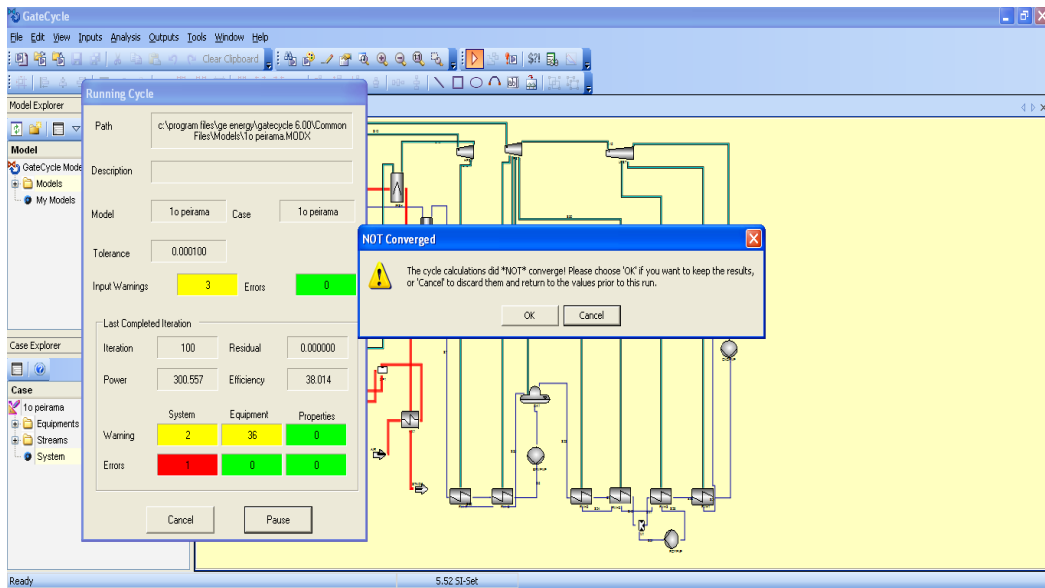 GateCycle
File Edit View Inputs Analysis Outputs Tools Window Help
Clear Clipboard
Model Explorer
Model
GateCycle Mode
Models
My Models
Case Explorer
Case
1o peirama
Equipments
Streams
System
Running Cycle
Path
c:\program files\ge energy\gatecycle 6.00\Common
Files\Models\1o peirama.MODX
Description
Model 1o peirama Case 1o peirama
Tolerance 0.000100
Input Warnings 3 Errors 0
Last Completed Iteration
Iteration 100 Residual 0.000000
Power 300.557 Efficiency 38.014
System Equipment Properties
Warning 2 36 0
Errors 1 0 0
Cancel Pause
NOT Converged
The cycle calculations did *NOT* converge! Please choose 'OK' if you want to keep the results,
or 'Cancel' to discard them and return to the values prior to this run.
OK Cancel
Ready 5.52 SI-Set